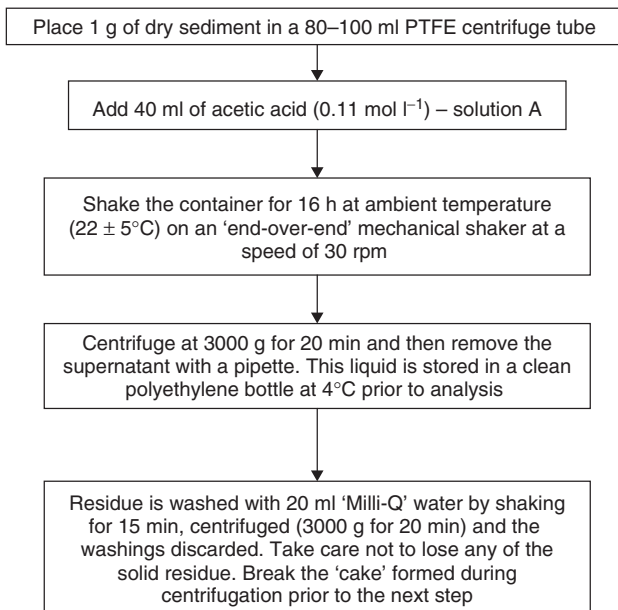 Place 1 g of dry sediment in a 80–100 ml PTFE centrifuge tube
Add 40 ml of acetic acid (0.11 mol l⁻¹) – solution A
Shake the container for 16 h at ambient temperature
(22 ± 5°C) on an ‘end-over-end’ mechanical shaker at a
speed of 30 rpm
Centrifuge at 3000 g for 20 min and then remove the
supernatant with a pipette. This liquid is stored in a clean
polyethylene bottle at 4°C prior to analysis
Residue is washed with 20 ml ‘Milli-Q’ water by shaking
for 15 min, centrifuged (3000 g for 20 min) and the
washings discarded. Take care not to lose any of the
solid residue. Break the ‘cake’ formed during
centrifugation prior to the next step